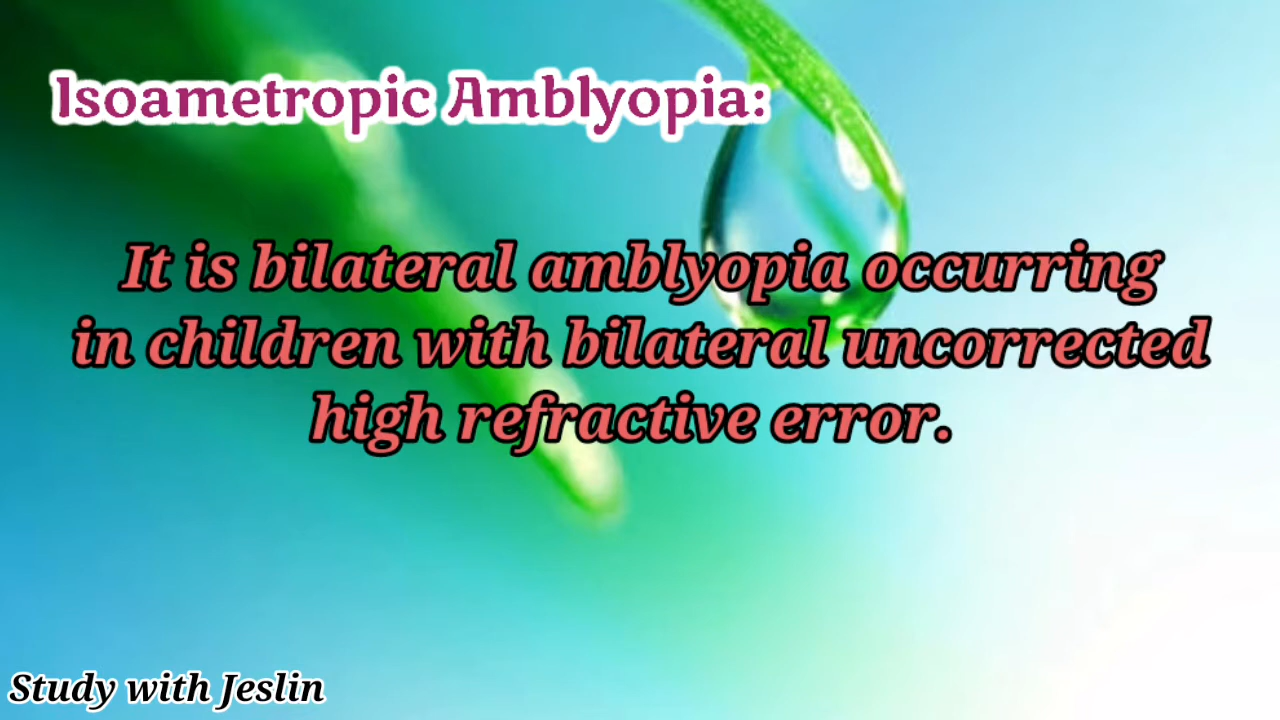 Isoametropic Amblyopia:
It is bilateral amblyopia occurring
in children with bilateral uncorrected
high refractive error.
Study with Jeslin